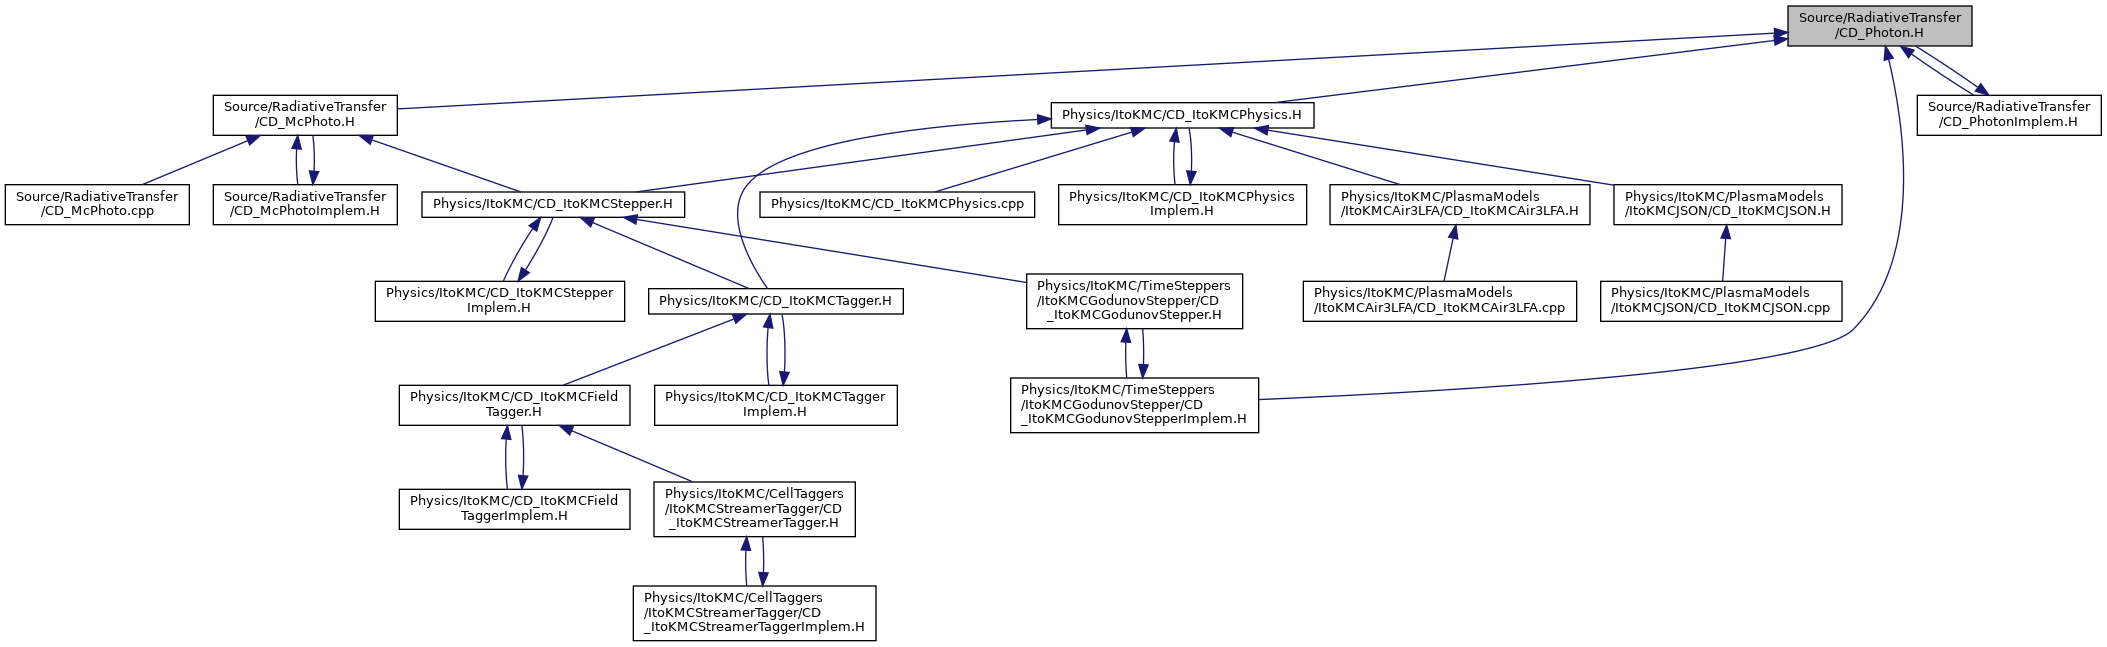 Source/RadiativeTransfer
/CD_Photon.H
Source/RadiativeTransfer
/CD_McPhoto.H
Physics/ItoKMC/CD_ItoKMCPhysics.H
Source/RadiativeTransfer
/CD_PhotonImplem.H
Source/RadiativeTransfer
/CD_McPhoto.cpp
Source/RadiativeTransfer
/CD_McPhotoImplem.H
Physics/ItoKMC/CD_ItoKMCStepper.H
Physics/ItoKMC/CD_ItoKMCPhysics.cpp
Physics/ItoKMC/CD_ItoKMCPhysics
Implem.H
Physics/ItoKMC/PlasmaModels
/ItoKMCAir3LFA/CD_ItoKMCAir3LFA.H
Physics/ItoKMC/PlasmaModels
/ItoKMCJSON/CD_ItoKMCJSON.H
Physics/ItoKMC/CD_ItoKMCStepper
Implem.H
Physics/ItoKMC/CD_ItoKMCTagger.H
Physics/ItoKMC/TimeSteppers
/ItoKMCGodunovStepper/CD
_ItoKMCGodunovStepper.H
Physics/ItoKMC/PlasmaModels
/ItoKMCAir3LFA/CD_ItoKMCAir3LFA.cpp
Physics/ItoKMC/PlasmaModels
/ItoKMCJSON/CD_ItoKMCJSON.cpp
Physics/ItoKMC/CD_ItoKMCField
Tagger.H
Physics/ItoKMC/CD_ItoKMCTagger
Implem.H
Physics/ItoKMC/TimeSteppers
/ItoKMCGodunovStepper/CD
_ItoKMCGodunovStepperImplem.H
Physics/ItoKMC/CD_ItoKMCField
TaggerImplem.H
Physics/ItoKMC/CellTaggers
/ItoKMCStreamerTagger/CD
_ItoKMCStreamerTagger.H
Physics/ItoKMC/CellTaggers
/ItoKMCStreamerTagger/CD
_ItoKMCStreamerTaggerImplem.H